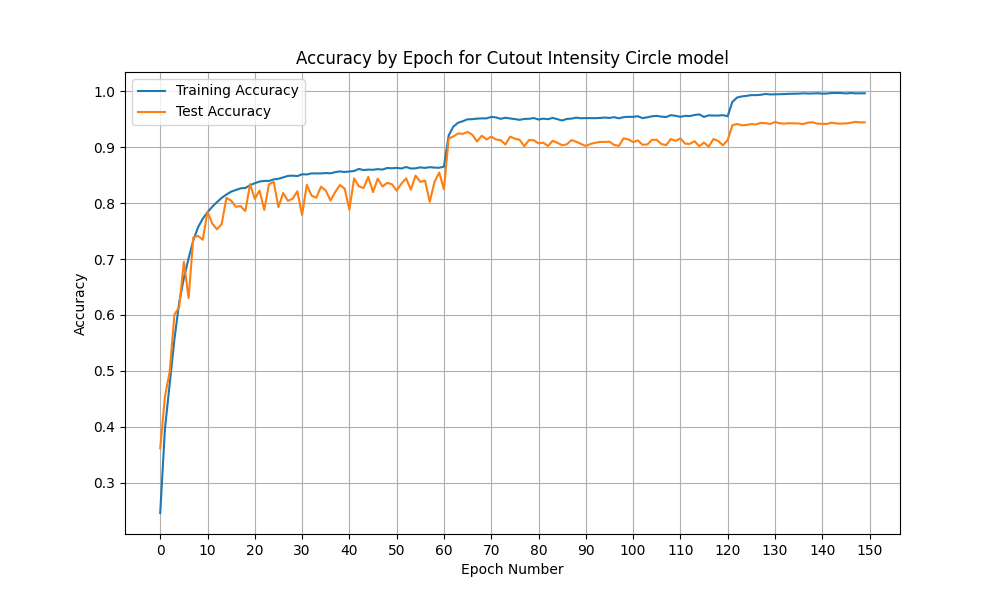 Accuracy by Epoch for Cutout Intensity Circle model
Training Accuracy
Test Accuracy
1.0
0.9
0.8
0.7
0.6
0.5
0.4
0.3
Accuracy
0 10 20 30 40 50 60 70 80 90 100 110 120 130 140 150
Epoch Number